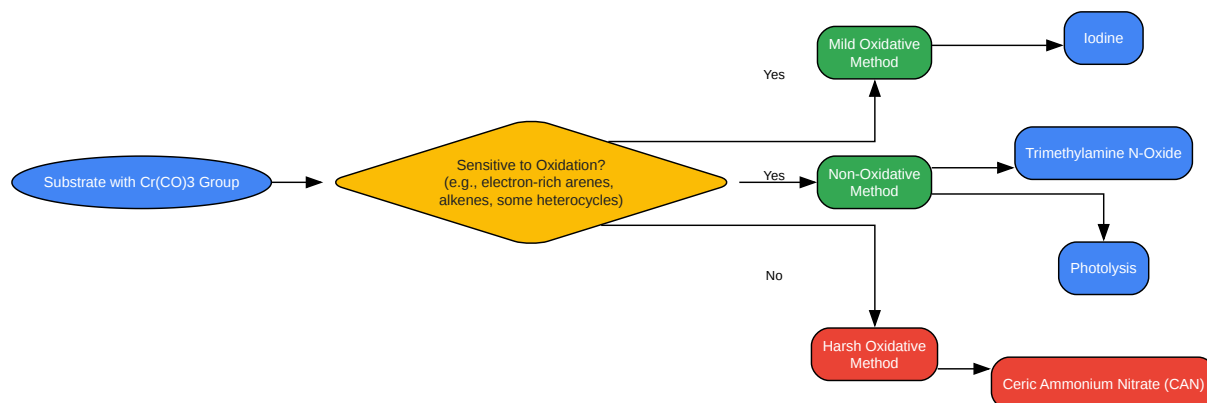 Substrate with Cr(CO)3 Group
Sensitive to Oxidation?
(e.g., electron-rich arenes,
alkenes, some heterocycles)
Yes
Mild Oxidative
Method
Iodine
Yes
Non-Oxidative
Method
Trimethylamine N-Oxide
Photolysis
No
Harsh Oxidative
Method
Ceric Ammonium Nitrate (CAN)